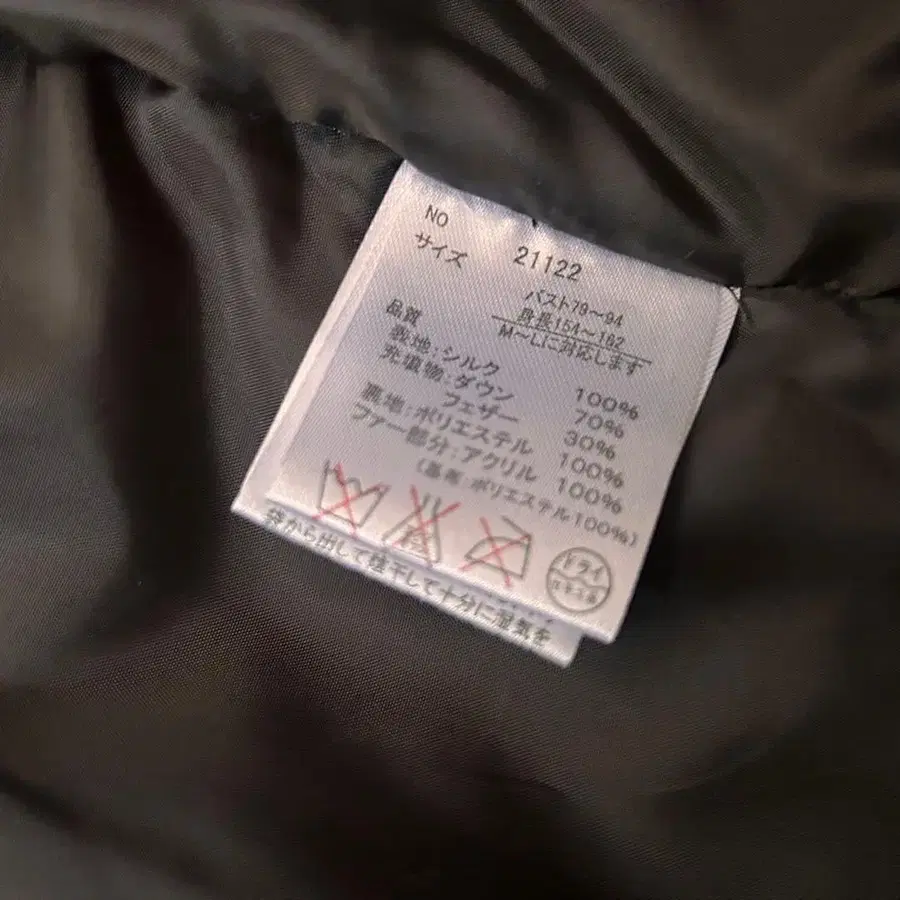 NO 21122
サイズ
バスト79～94
身長154～162
M～Lに対応します
品質
表地:シルク 100%
充填物:ダウン 70%
フェザー 30%
裏地:ポリエステル 100%
ファー部分:アクリル 100%
(基布:ポリエステル100%)
ドライ
袋から出して陰干して十分に湿気を